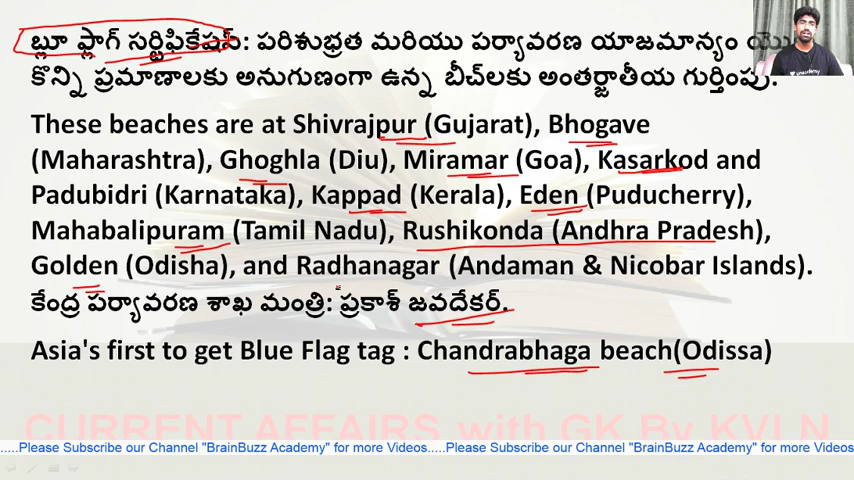 బ్లూ ఫ్లాగ్ సర్టిఫికేషన్: పరిశుభ్రత మరియు పర్యావరణ యాజమాన్యం
కొన్ని ప్రమాణాలకు అనుగుణంగా ఉన్న బీచ్‌లకు అంతర్జాతీయ గుర్తింపు.
These beaches are at Shivrajpur (Gujarat), Bhogave
(Maharashtra), Ghoghla (Diu), Miramar (Goa), Kasarkod and
Padubidri (Karnataka), Kappad (Kerala), Eden (Puducherry),
Mahabalipuram (Tamil Nadu), Rushikonda (Andhra Pradesh),
Golden (Odisha), and Radhanagar (Andaman & Nicobar Islands).
కేంద్ర పర్యావరణ శాఖ మంత్రి: ప్రకాశ్ జవదేకర్.
Asia's first to get Blue Flag tag : Chandrabhaga beach(Odissa)
CURRENT AFFAIRS with GK By KVLN
.....Please Subscribe our Channel "BrainBuzz Academy" for more Videos.....Please Subscribe our Channel "BrainBuzz Academy" for more Videos